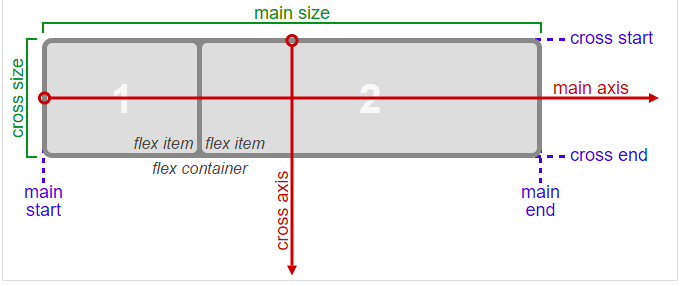 main size
cross start
cross size
1
2
main axis
flex item
flex item
cross end
flex container
main
start
cross axis
main
end